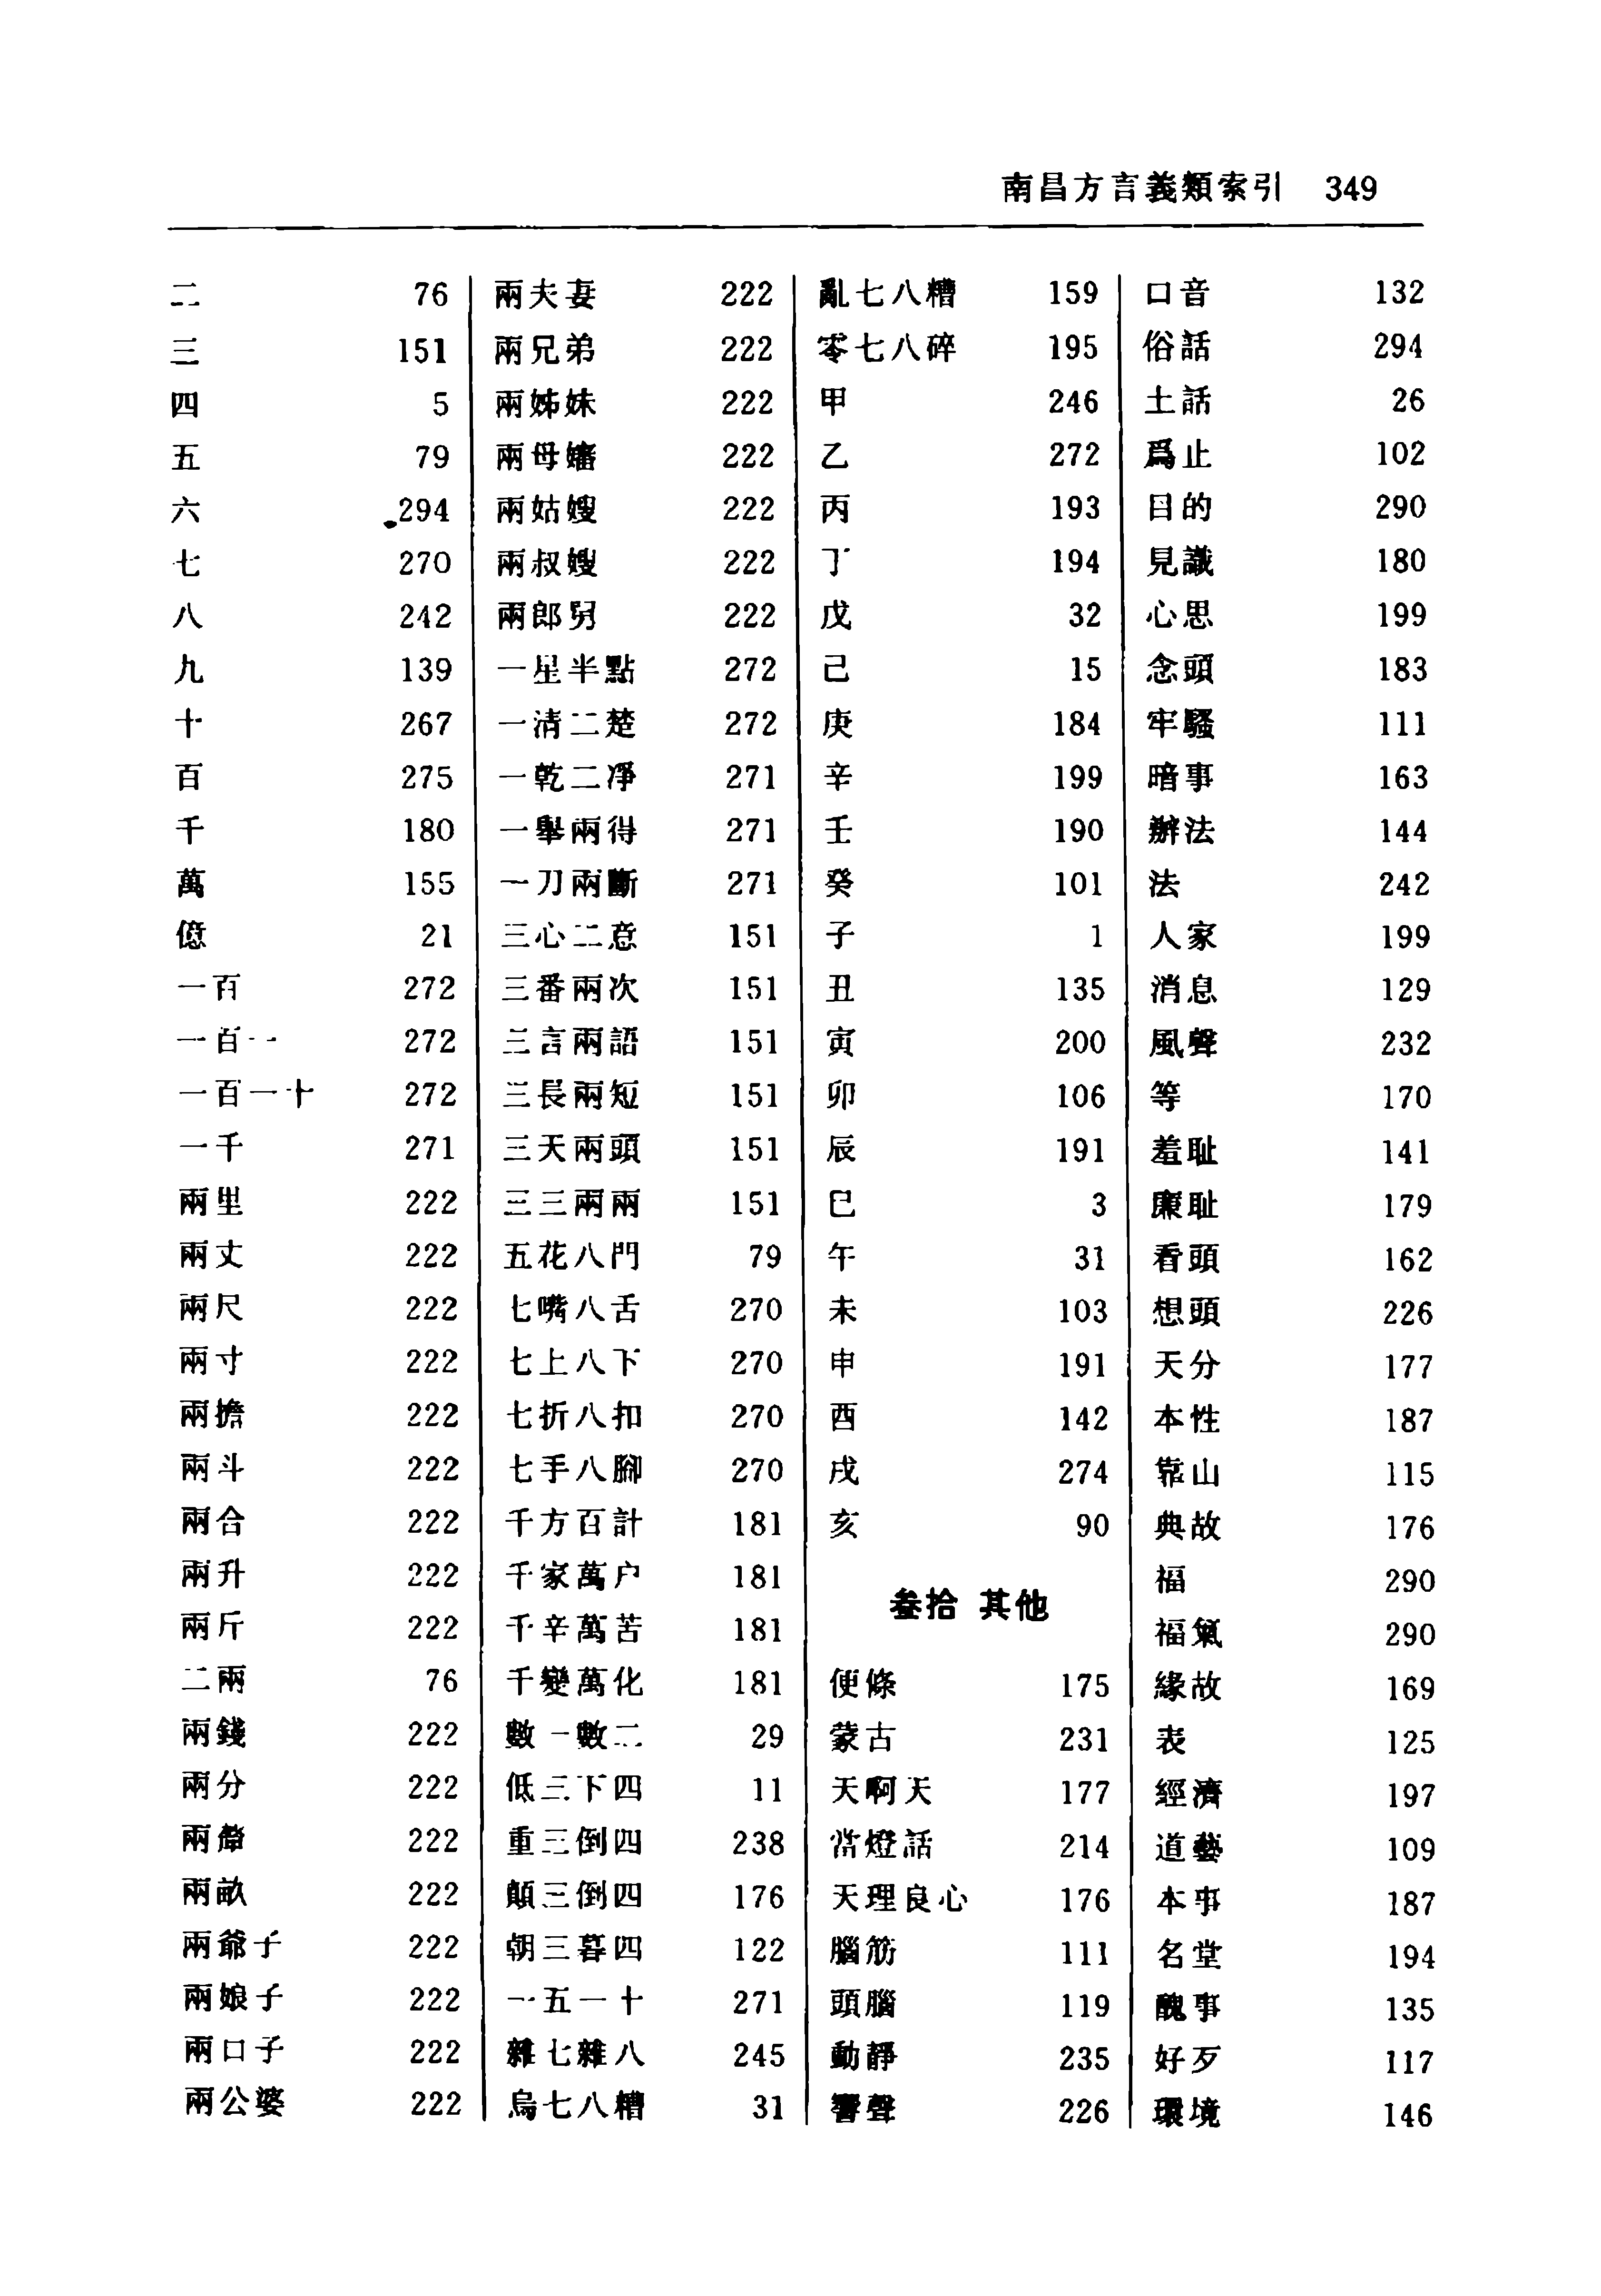 南昌方言義類索引 349
二 76
三 151
四 5
五 79
六 294
七 270
八 242
九 139
十 267
百 275
千 180
萬 155
億 21
一百 272
一百一 272
一百一十 272
一千 271
兩里 222
兩丈 222
兩尺 222
兩寸 222
兩擔 222
兩斗 222
兩合 222
兩升 222
兩斤 222
二兩 76
兩錢 222
兩分 222
兩 222
兩畝 222
兩爺子 222
兩娘子 222
兩口子 222
兩公婆 222
兩夫妻 222
兩兄弟 222
兩姊妹 222
兩母嬸 222
兩姑嫂 222
兩叔嫂 222
兩郎舅 222
一星半點 272
一清二楚 272
一乾二淨 271
一舉兩得 271
一刀兩斷 271
三心二意 151
三番兩次 151
三言兩語 151
三長兩短 151
三天兩頭 151
三三兩兩 151
五花八門 79
七嘴八舌 270
七上八下 270
七折八扣 270
七手八腳 270
千方百計 181
千家萬户 181
千辛萬苦 181
千變萬化 181
數一數二 29
低三下四 11
重三倒四 238
顛三倒四 176
朝三暮四 122
一五一十 271
雜七雜八 245
烏七八糟 31
亂七八糟 159
零七八碎 195
甲 246
乙 272
丙 193
丁 194
戊 32
己 15
庚 184
辛 199
壬 190
癸 101
子 1
丑 135
寅 200
卯 106
辰 191
巳 3
午 31
未 103
申 191
酉 142
戌 274
亥 90
叁拾 其他
便條 175
蒙古 231
天啊天 177
當燈話 214
天理良心 176
腦筋 111
頭腦 119
動靜 235
響聲 226
口音 132
俗話 294
土話 26
爲止 102
目的 290
見識 180
心思 199
念頭 183
牢騷 111
暗事 163
辦法 144
法 242
人家 199
消息 129
風聲 232
等 170
羞耻 141
廉耻 179
看頭 162
想頭 226
天分 177
本性 187
靠山 115
典故 176
福 290
福氣 290
緣故 169
表 125
經濟 197
道藝 109
本事 187
名堂 194
醜事 135
好歹 117
環境 146